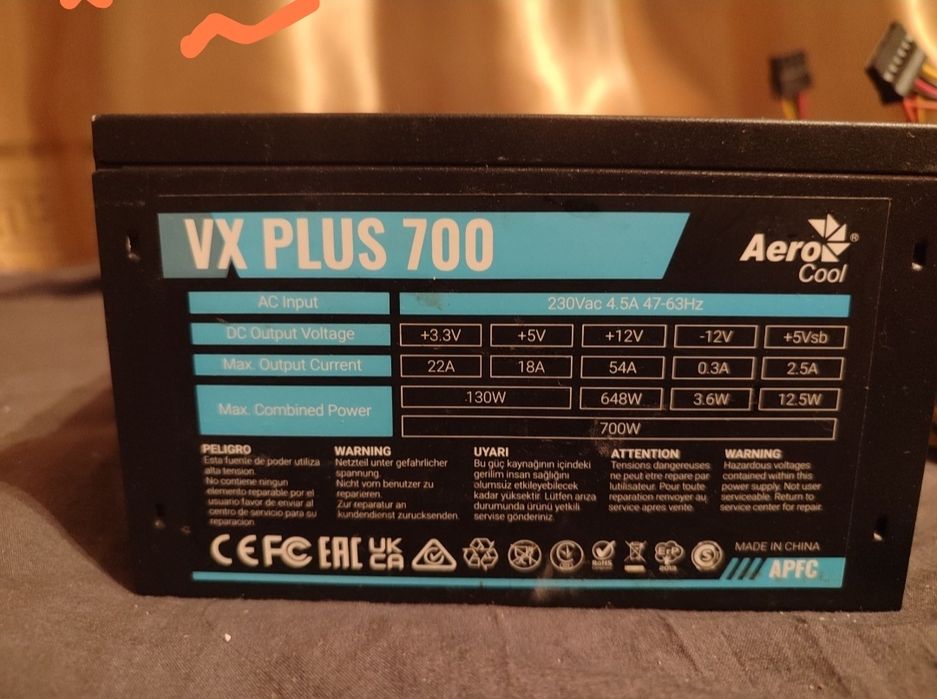 VX PLUS 700
Aero
Cool
®
AC Input 230Vac 4.5A 47-63Hz
DC Output Voltage +3.3V +5V +12V -12V +5Vsb
Max. Output Current 22A 18A 54A 0.3A 2.5A
Max. Combined Power 130W 648W 3.6W 12.5W
700W
PELIGRO
Esta fuente de poder utiliza
alta tension.
No contiene ningun
elemento reparable por el
usuario favor de enviar al
centro de servicio para su
reparacion.
WARNING
Netzteil unter gefahrlicher
spannung.
Nicht vom benutzer zu
reparieren.
Zur reparatur an
kundendienst zurucksenden.
UYARI
Bu güç kaynağının içindeki
gerilim insan sağlığını
olumsuz etkileyebilecek
kadar yüksektir. Lütfen arıza
durumunda ürünü yetkili
servise gönderiniz.
ATTENTION
Tensions dangereuses
ne peut etre repare par
l'utilisateur. Pour toute
reparation renvoyer au
service apres vente.
WARNING
Hazardous voltages
contained within this
power supply. Not user
serviceable. Return to
service center for repair.
CE FC EAC UK
CA
RoHS
ErP
2013
S
MADE IN CHINA
APFC